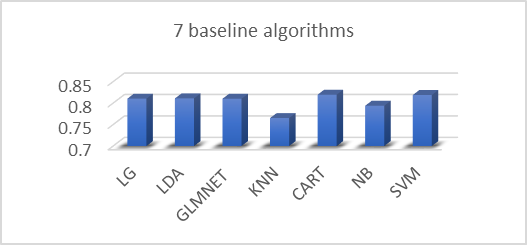 7 baseline algorithms
0.85
0.8
0.75
0.7
LG
LDA
GLMNET
KNN
CART
NB
SVM